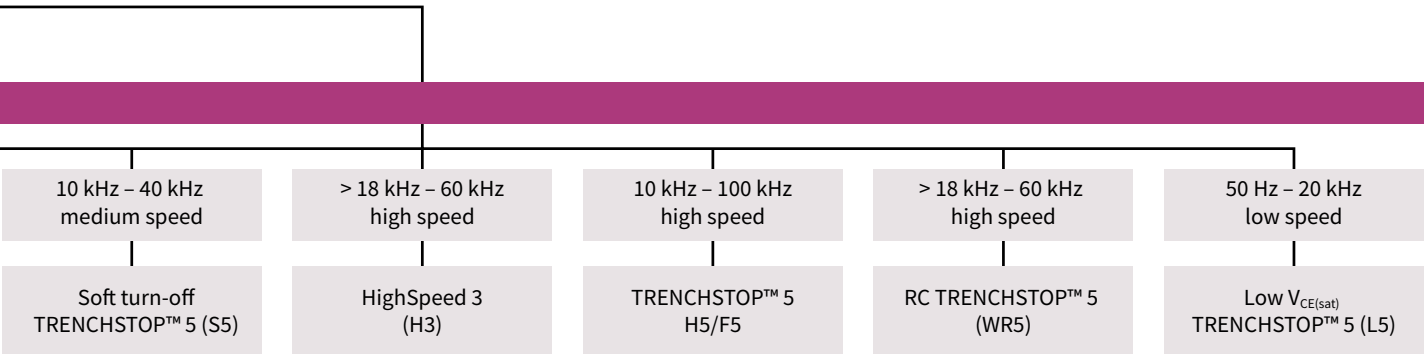 10 kHz – 40 kHz
medium speed
> 18 kHz – 60 kHz
high speed
10 kHz – 100 kHz
high speed
> 18 kHz – 60 kHz
high speed
50 Hz – 20 kHz
low speed
Soft turn-off
TRENCHSTOP™ 5 (S5)
HighSpeed 3
(H3)
TRENCHSTOP™ 5
H5/F5
RC TRENCHSTOP™ 5
(WR5)
Low VCE(sat)
TRENCHSTOP™ 5 (L5)